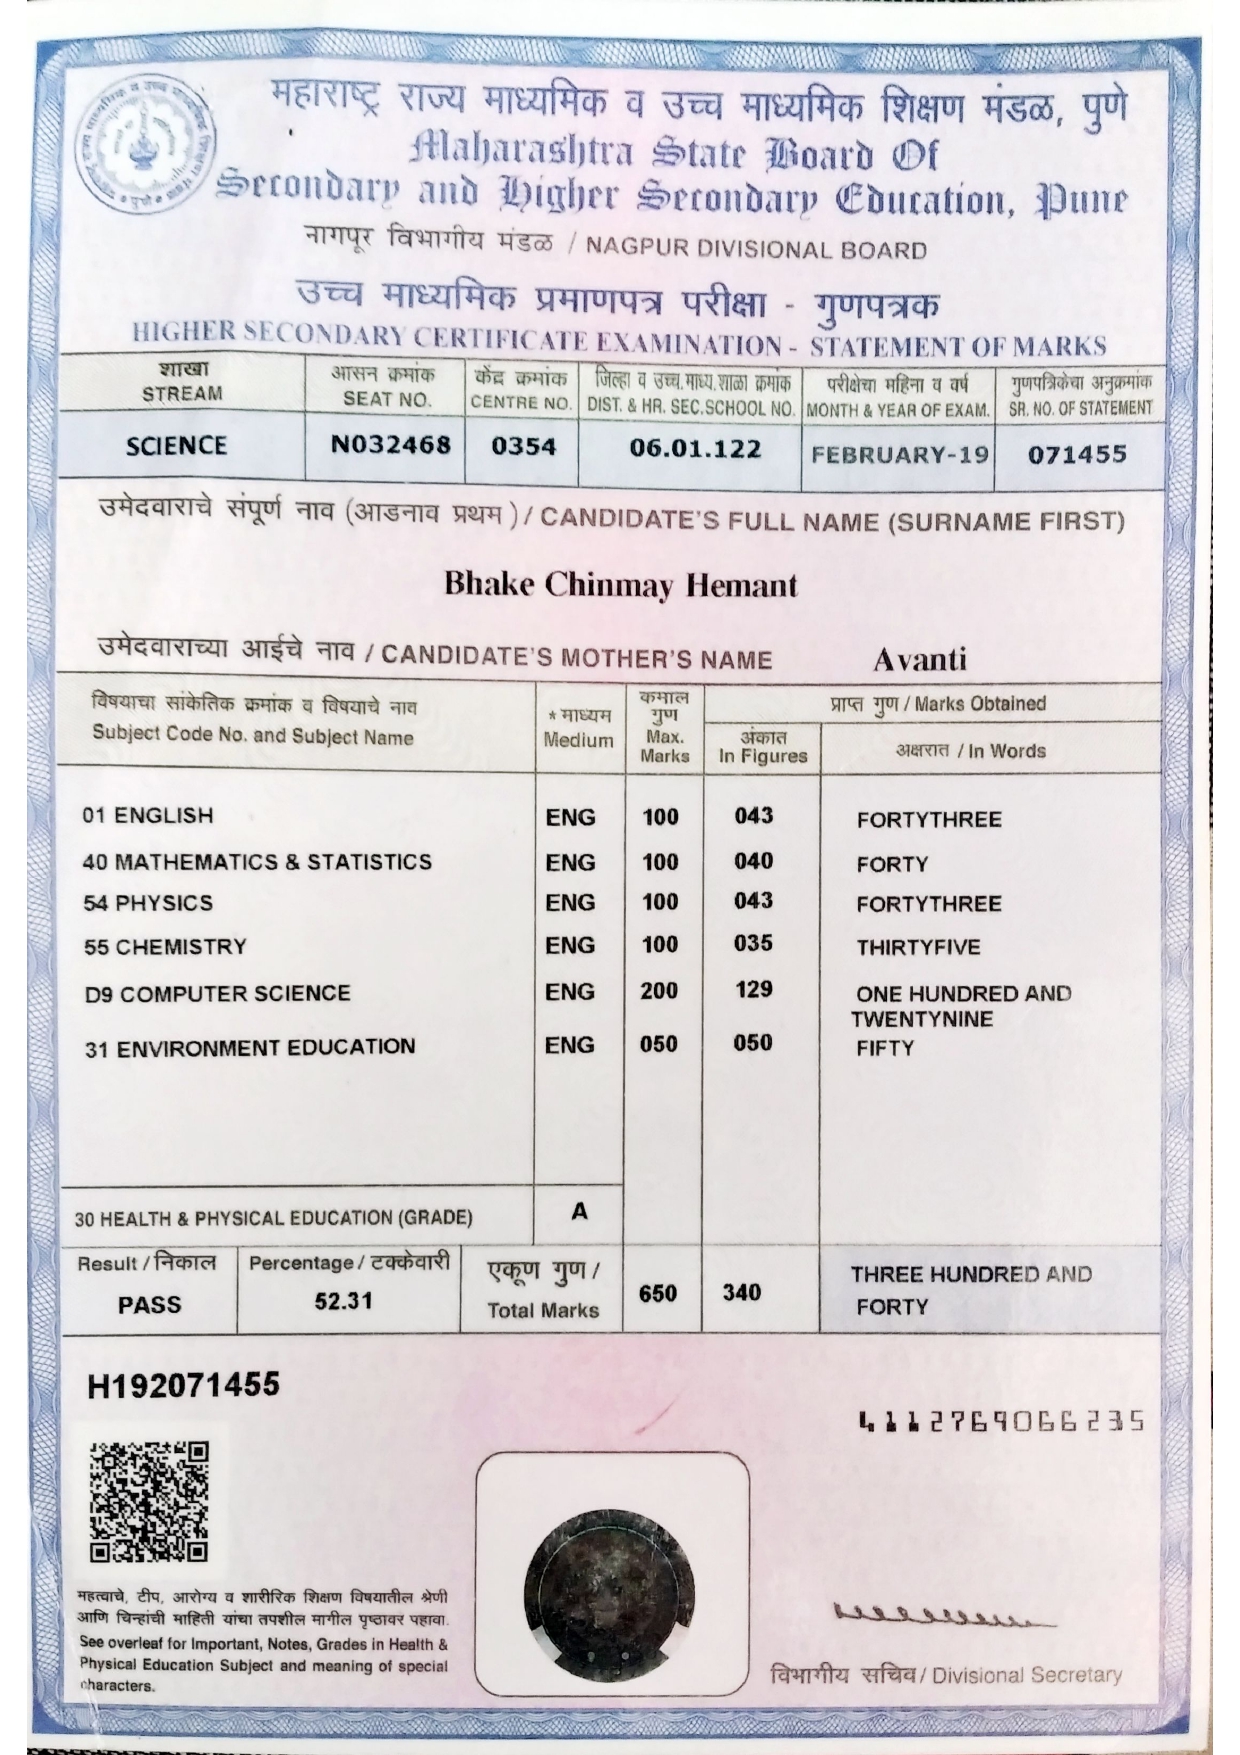 महाराष्ट्र राज्य माध्यमिक व उच्च माध्यमिक शिक्षण मंडळ, पुणे
Maharashtra State Board Of
Secondary and Higher Secondary Education, Pune
नागपूर विभागीय मंडळ / NAGPUR DIVISIONAL BOARD
उच्च माध्यमिक प्रमाणपत्र परीक्षा - गुणपत्रक
HIGHER SECONDARY CERTIFICATE EXAMINATION - STATEMENT OF MARKS
शाखा आसन क्रमांक केंद्र क्रमांक जिल्हा व उच्च.माध्य.शाळा क्रमांक परीक्षेचा महिना व वर्ष गुणपत्रिकेचा अनुक्रमांक
STREAM SEAT NO. CENTRE NO. DIST. & HR. SEC.SCHOOL NO. MONTH & YEAR OF EXAM. SR. NO. OF STATEMENT
SCIENCE N032468 0354 06.01.122 FEBRUARY-19 071455
उमेदवाराचे संपूर्ण नाव (आडनाव प्रथम ) / CANDIDATE'S FULL NAME (SURNAME FIRST)
Bhake Chinmay Hemant
उमेदवाराच्या आईचे नाव / CANDIDATE'S MOTHER'S NAME Avanti
विषयाचा सांकेतिक क्रमांक व विषयाचे नाव * माध्यम कमाल गुण प्राप्त गुण / Marks Obtained
Subject Code No. and Subject Name Medium Max. Marks अंकात In Figures अक्षरात / In Words
01 ENGLISH ENG 100 043 FORTYTHREE
40 MATHEMATICS & STATISTICS ENG 100 040 FORTY
54 PHYSICS ENG 100 043 FORTYTHREE
55 CHEMISTRY ENG 100 035 THIRTYFIVE
D9 COMPUTER SCIENCE ENG 200 129 ONE HUNDRED AND
TWENTYNINE
31 ENVIRONMENT EDUCATION ENG 050 050 FIFTY
30 HEALTH & PHYSICAL EDUCATION (GRADE) A
Result / निकाल Percentage / टक्केवारी एकूण गुण / THREE HUNDRED AND
PASS 52.31 Total Marks 650 340 FORTY
H192071455
4112769066235
महत्वाचे, टीप, आरोग्य व शारीरिक शिक्षण विषयातील श्रेणी
आणि चिन्हांची माहिती यांचा तपशील मागील पृष्ठावर पहावा.
See overleaf for Important, Notes, Grades in Health &
Physical Education Subject and meaning of special
characters.
विभागीय सचिव / Divisional Secretary